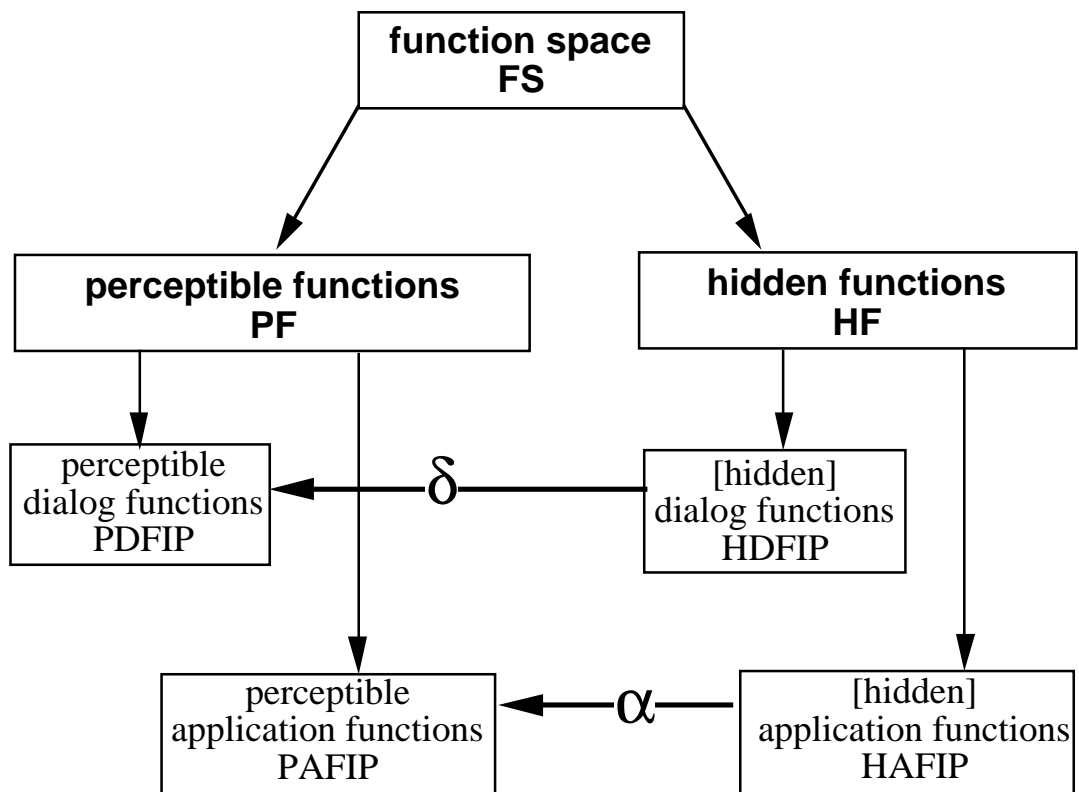 function space
FS
perceptible functions
PF
hidden functions
HF
perceptible
dialog functions
PDFIP
δ
[hidden]
dialog functions
HDFIP
perceptible
application functions
PAFIP
α
[hidden]
application functions
HAFIP